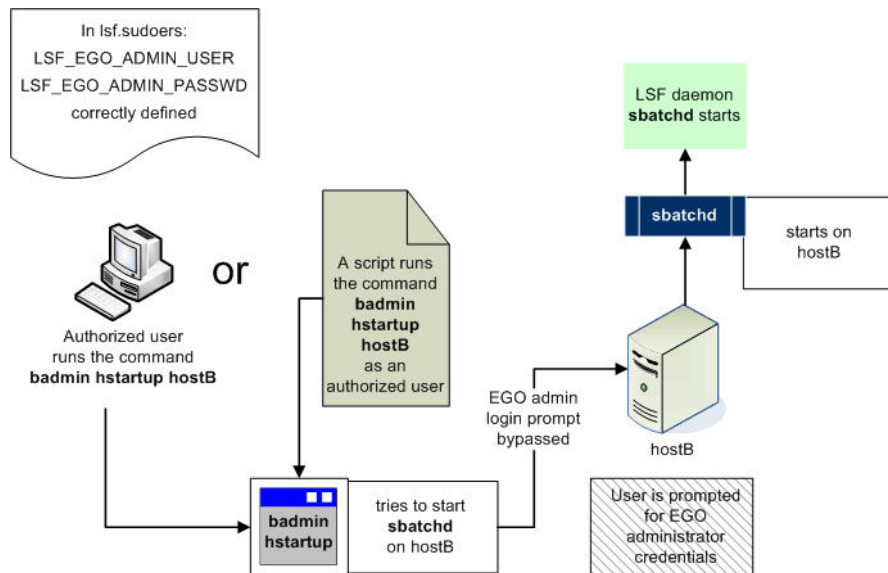 In lsf.sudoers:
LSF_EGO_ADMIN_USER
LSF_EGO_ADMIN_PASSWD
correctly defined
LSF daemon
sbatchd starts
sbatchd
starts on
hostB
or
A script runs
the command
badmin
hstartup
hostB
as an
authorized user
Authorized user
runs the command
badmin hstartup hostB
EGO admin
login prompt
bypassed
hostB
badmin
hstartup
tries to start
sbatchd
on hostB
User is prompted
for EGO
administrator
credentials